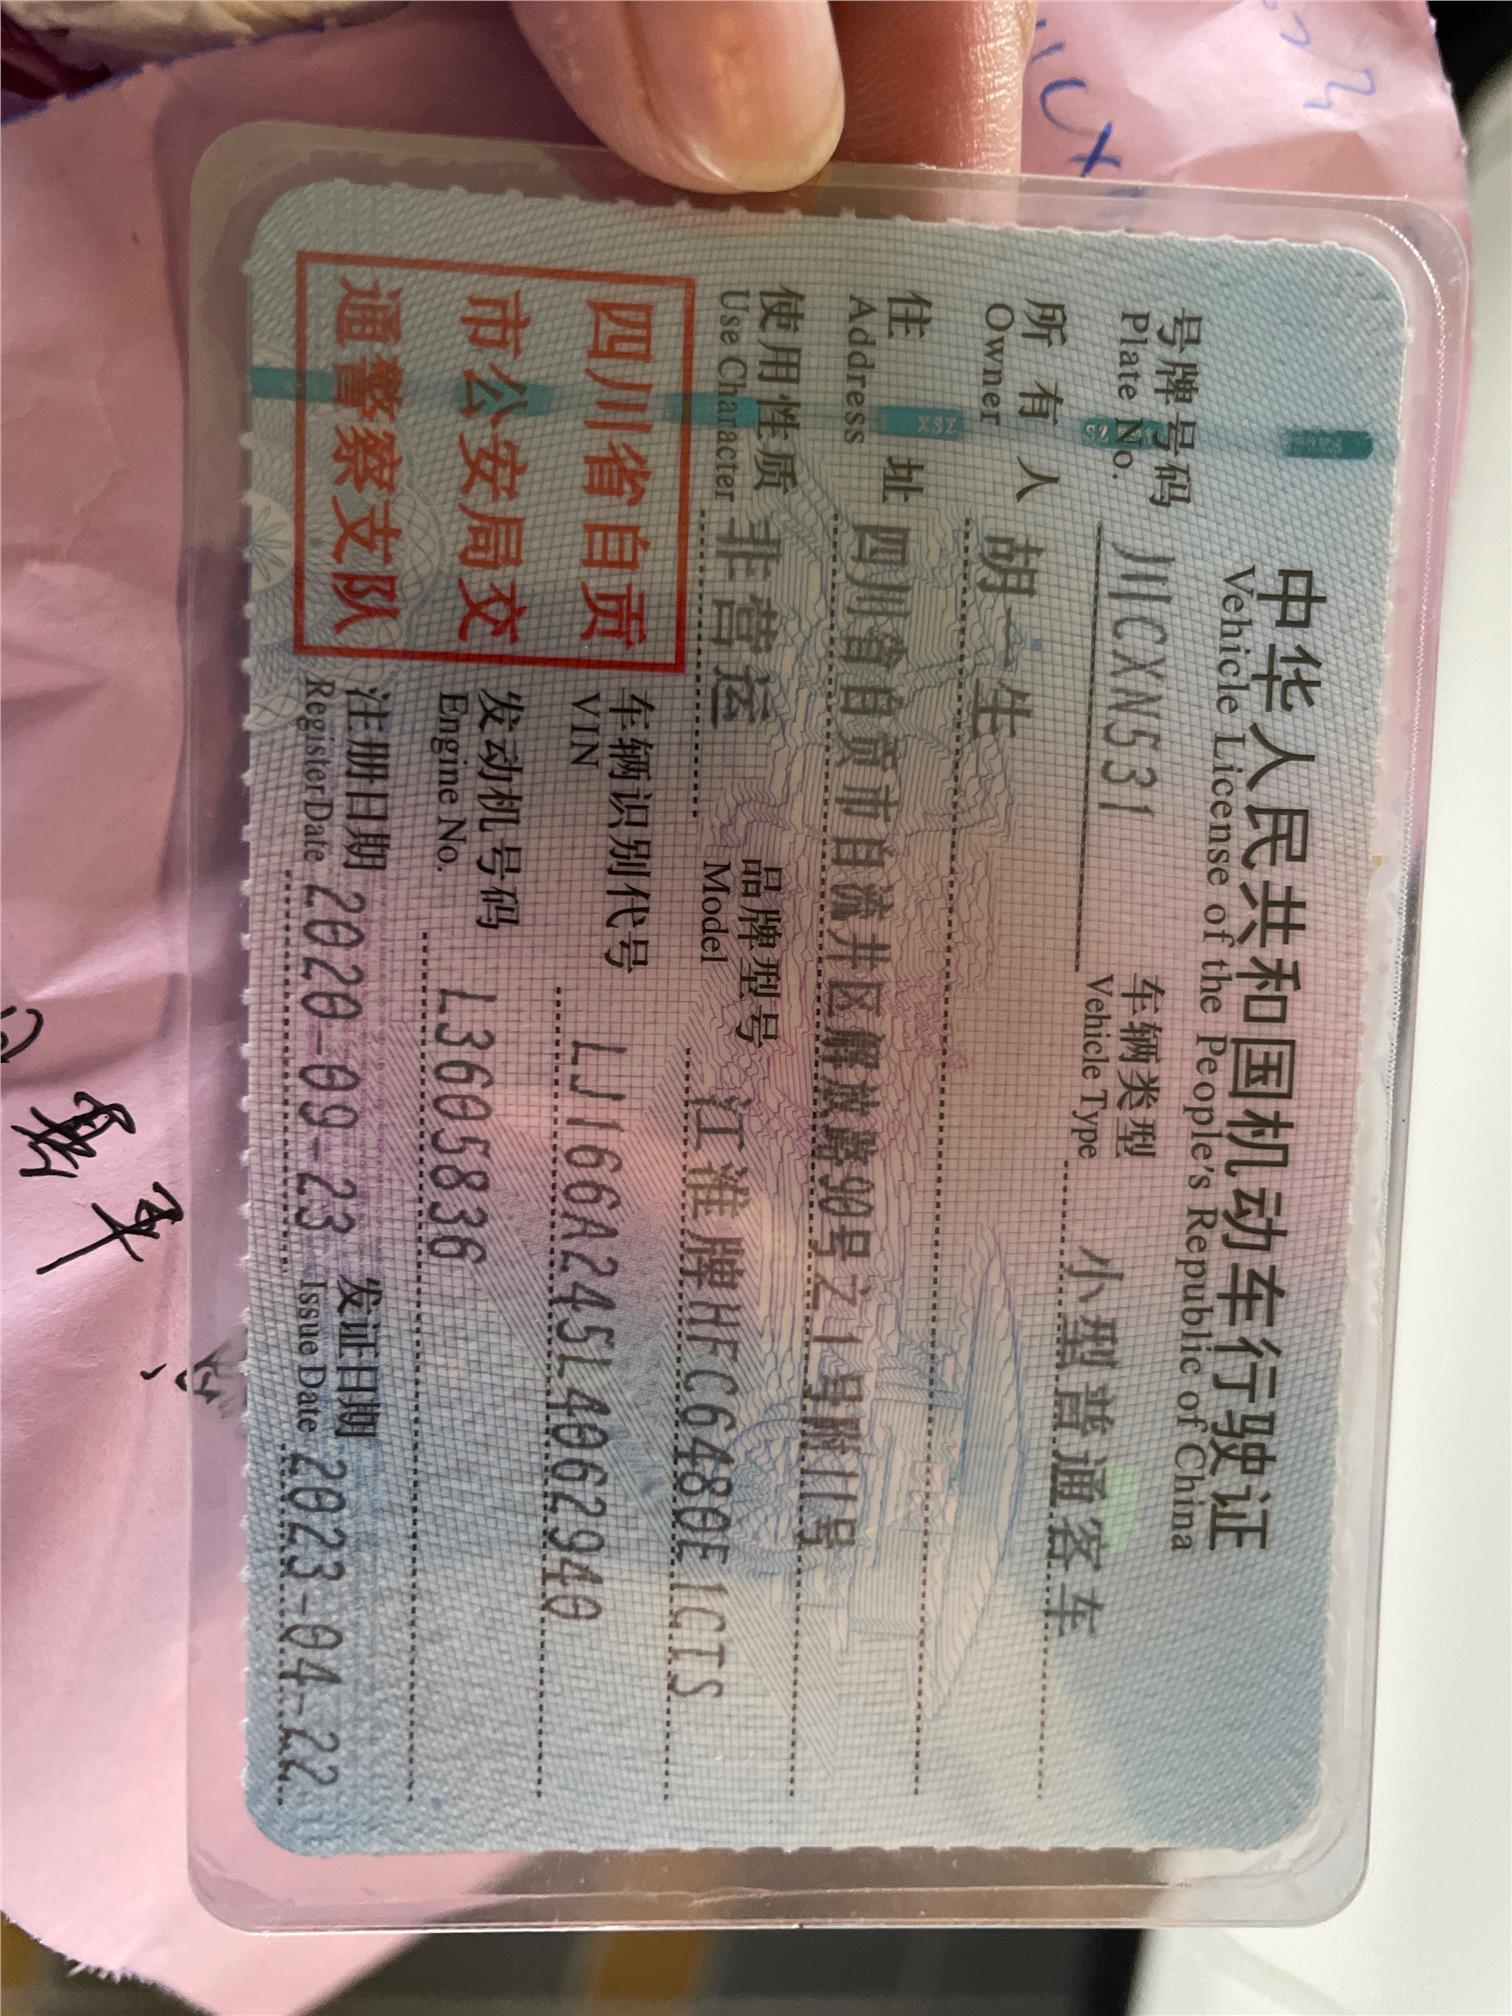 中华人民共和国机动车行驶证
Vehicle License of the People's Republic of China
号牌号码 川CXN531 车辆类型 小型普通客车
Plate No. Vehicle Type
所有人 胡一生
Owner
住址 四川省自贡市自流井区解放路90号之1号附川号
Address
使用性质 非营运 品牌型号 江淮牌HFC6480E1CTS
Use Character Model
四川省自贡
市公安局交
通警察支队
车辆识别代号 LJ166A245L4062940
VIN
发动机号码 L3605836
Engine No.
注册日期 2020-09-23 发证日期 2023-04-22
Register Date Issue Date